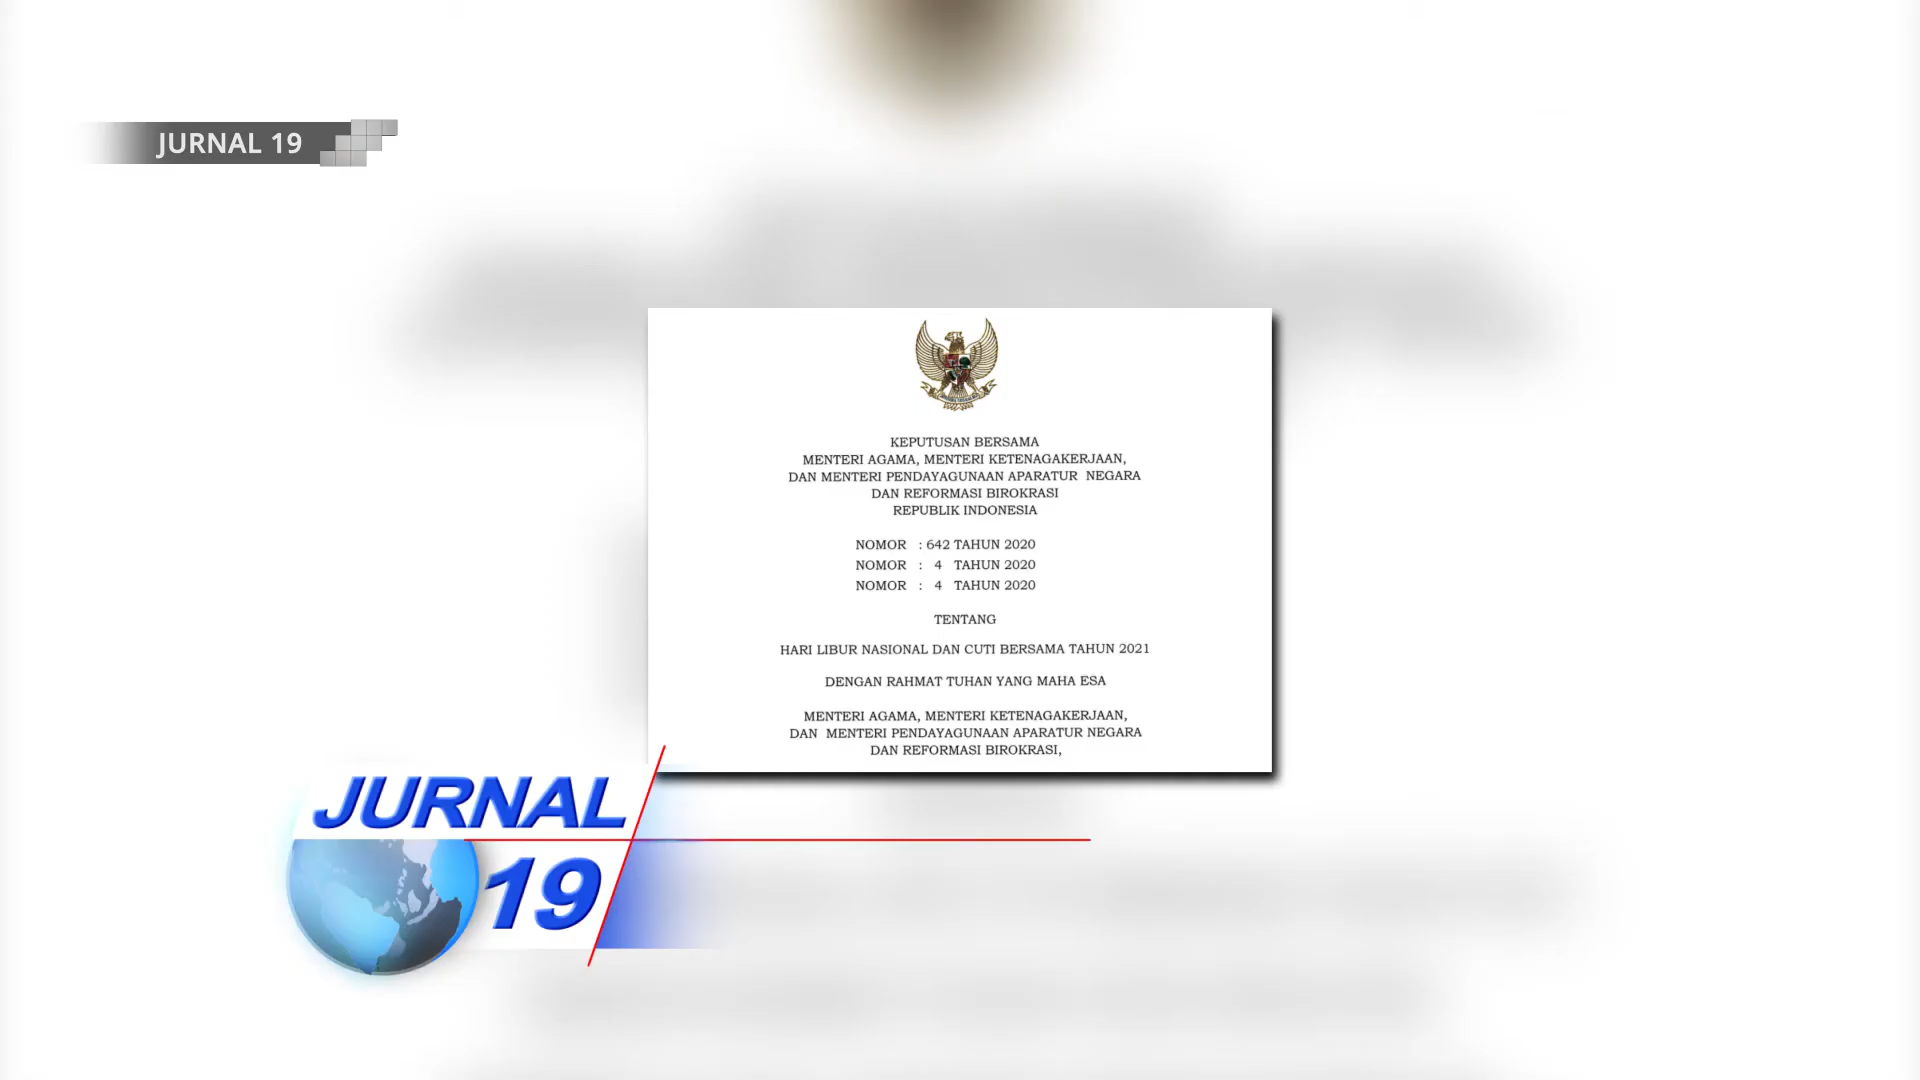 JURNAL 19
KEPUTUSAN BERSAMA
MENTERI AGAMA, MENTERI KETENAGAKERJAAN,
DAN MENTERI PENDAYAGUNAAN APARATUR NEGARA
DAN REFORMASI BIROKRASI
REPUBLIK INDONESIA
NOMOR : 642 TAHUN 2020
NOMOR : 4 TAHUN 2020
NOMOR : 4 TAHUN 2020
TENTANG
HARI LIBUR NASIONAL DAN CUTI BERSAMA TAHUN 2021
DENGAN RAHMAT TUHAN YANG MAHA ESA
MENTERI AGAMA, MENTERI KETENAGAKERJAAN,
DAN MENTERI PENDAYAGUNAAN APARATUR NEGARA
DAN REFORMASI BIROKRASI,
JURNAL
19